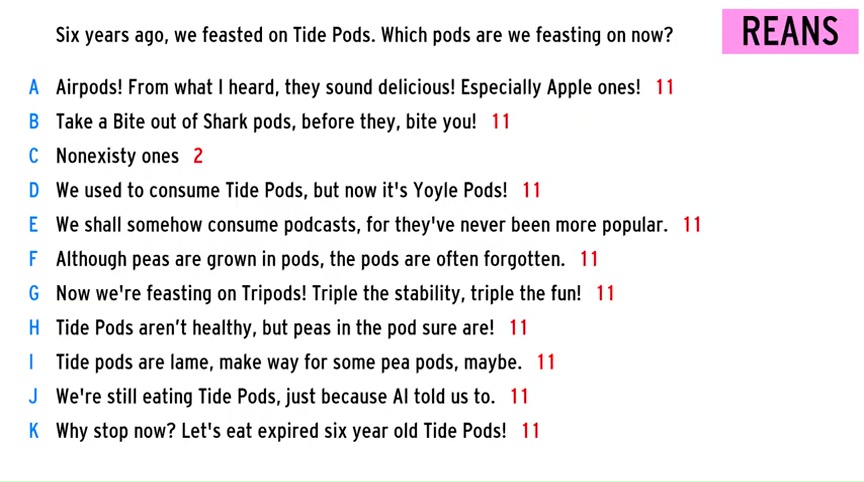 Six years ago, we feasted on Tide Pods. Which pods are we feasting on now?
REANS
A Airpods! From what I heard, they sound delicious! Especially Apple ones! 11
B Take a Bite out of Shark pods, before they, bite you! 11
C Nonexisty ones 2
D We used to consume Tide Pods, but now it's Yoyle Pods! 11
E We shall somehow consume podcasts, for they've never been more popular. 11
F Although peas are grown in pods, the pods are often forgotten. 11
G Now we're feasting on Tripods! Triple the stability, triple the fun! 11
H Tide Pods aren’t healthy, but peas in the pod sure are! 11
I Tide pods are lame, make way for some pea pods, maybe. 11
J We're still eating Tide Pods, just because AI told us to. 11
K Why stop now? Let's eat expired six year old Tide Pods! 11